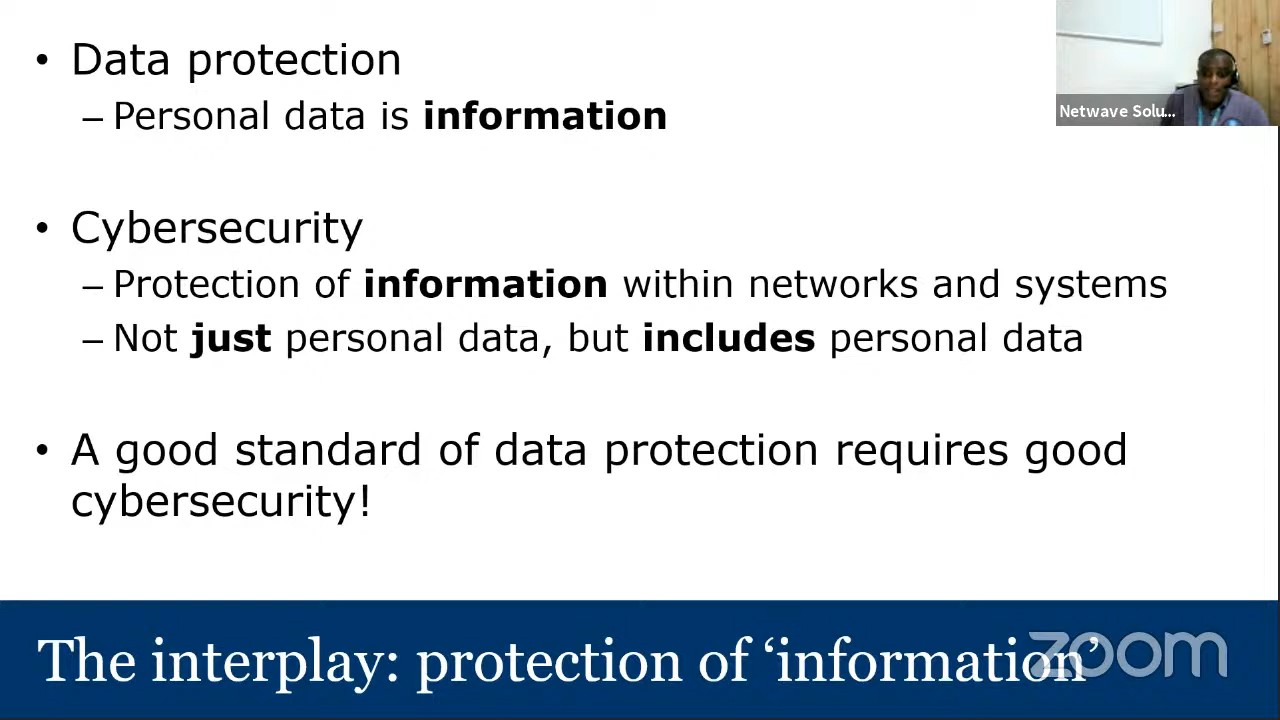 • Data protection
– Personal data is information
Netwave Solu...
• Cybersecurity
– Protection of information within networks and systems
– Not just personal data, but includes personal data
• A good standard of data protection requires good
cybersecurity!
The interplay: protection of ‘information’
zoom